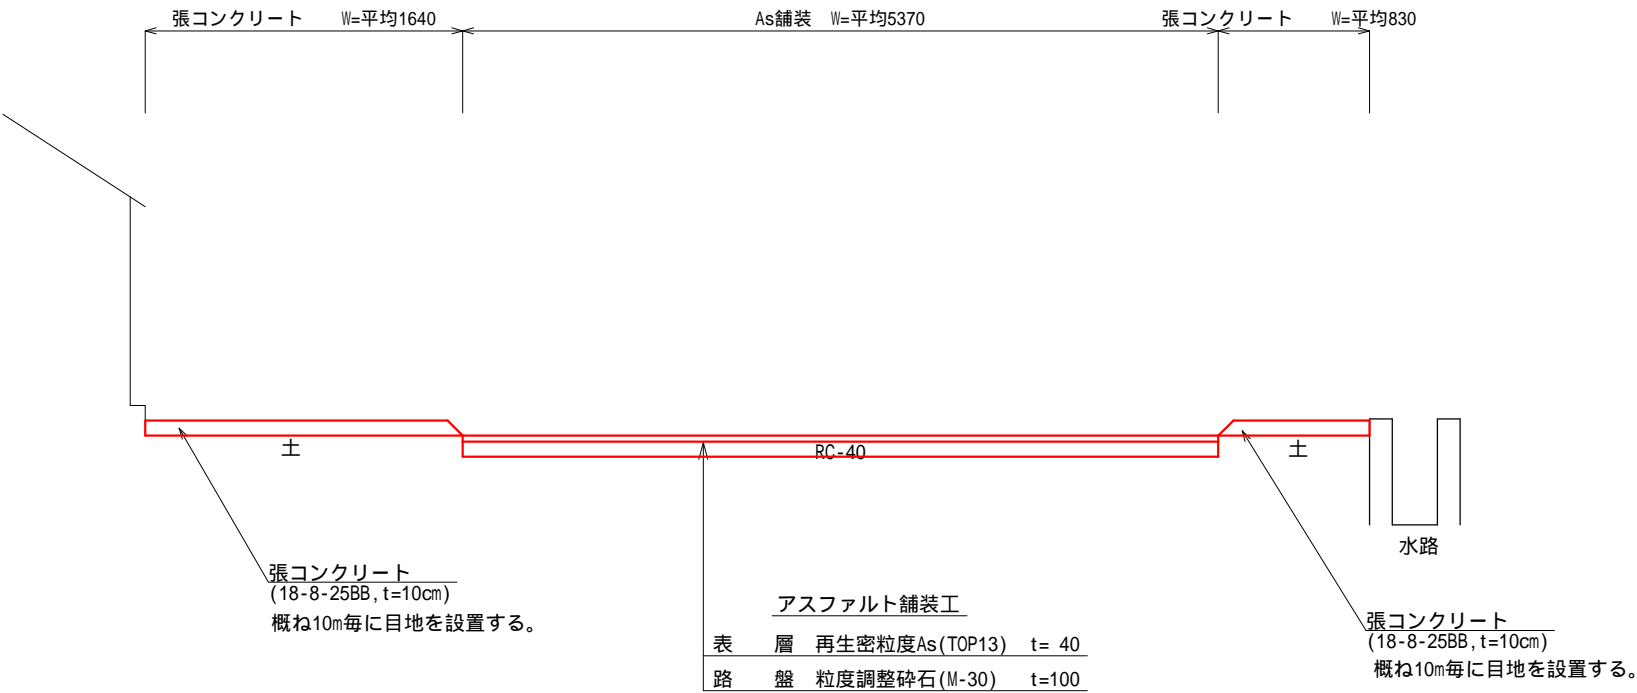 張コンクリート W=平均1640
As舗装 W=平均5370
張コンクリート W=平均830
土
RC-40
土
水路
張コンクリート
(18-8-25BB,t=10cm)
概ね10m毎に目地を設置する。
アスファルト舗装工
表 層 再生密粒度As(TOP13) t= 40
路 盤 粒度調整砕石(M-30) t=100
張コンクリート
(18-8-25BB,t=10cm)
概ね10m毎に目地を設置する。